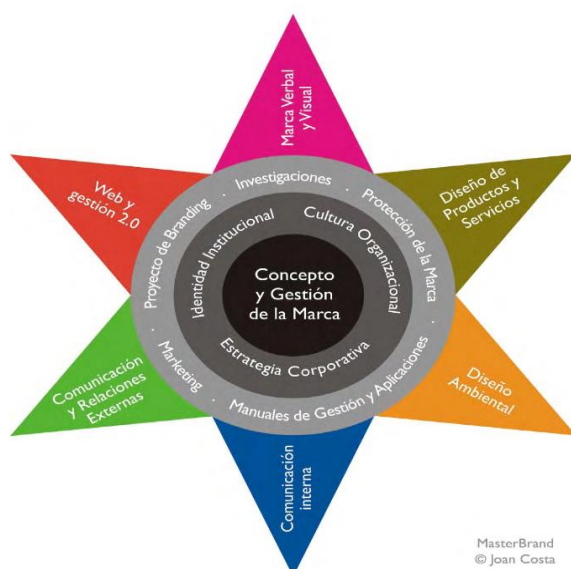 Marca Verbal
y Visual
Web y
gestión 2.0
Diseño de
Productos y
Servicios
Proyecto de Branding · Investigaciones · Protección de la Marca ·
Identidad Institucional
Cultura Organizacional
Concepto
y Gestión
de la Marca
Estrategia Corporativa
· Marketing · Manuales de Gestión y Aplicaciones
Comunicación
y Relaciones
Externas
Diseño
Ambiental
Comunicación
interna
MasterBrand
© Joan Costa